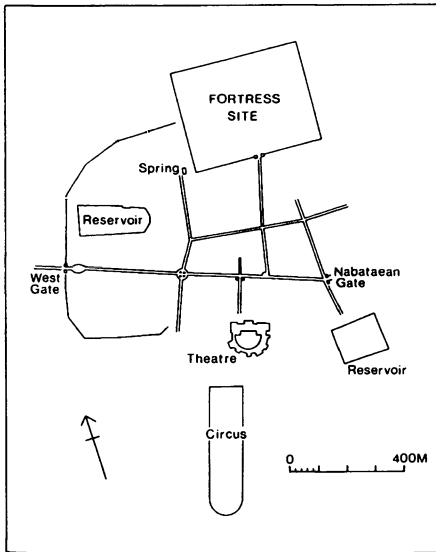 FORTRESS
SITE
Spring
Reservoir
West
Gate
Nabataean
Gate
Theatre
Reservoir
Circus
0
400M